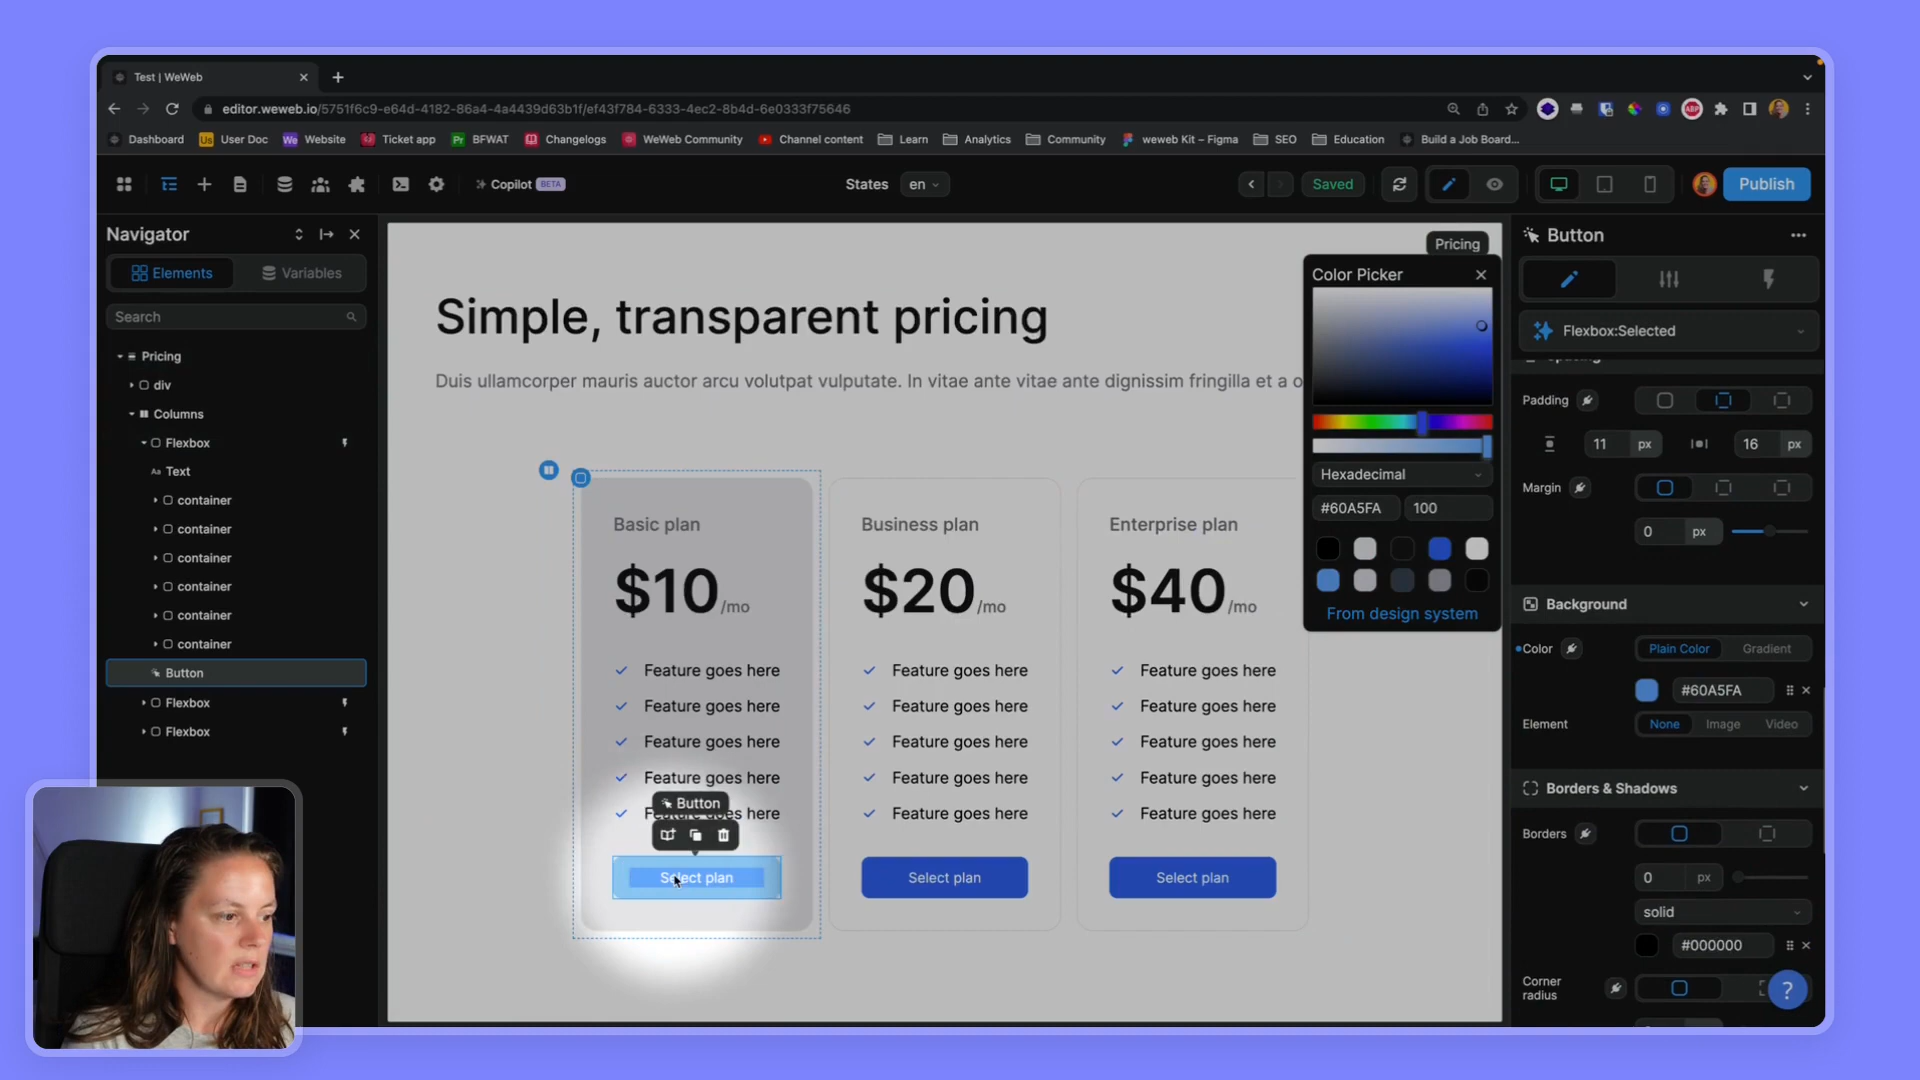 Test | WeWeb
editor.weweb.io/5751f6c9-e64d-4182-86a4-4a4439d63b1f/ef43f784-6333-4ec2-8b4d-6e0333f75646
Dashboard
Us User Doc
We Website
Ticket app
Pr BFWAT
Changelogs
WeWeb Community
Channel content
Learn
Analytics
Community
weweb Kit – Figma
SEO
Education
Build a Job Board...
Copilot BETA
States
en
Saved
Publish
Navigator
Elements
Variables
Search
Pricing
div
Columns
Flexbox
Aa Text
container
container
container
container
container
container
Button
Flexbox
Flexbox
Pricing
Simple, transparent pricing
Duis ullamcorper mauris auctor arcu volutpat vulputate. In vitae ante vitae ante dignissim fringilla et a o
Basic plan
$10 /mo
Feature goes here
Feature goes here
Feature goes here
Feature goes here
Feature goes here
Button
Select plan
Business plan
$20 /mo
Feature goes here
Feature goes here
Feature goes here
Feature goes here
Feature goes here
Select plan
Enterprise plan
$40 /mo
Feature goes here
Feature goes here
Feature goes here
Feature goes here
Feature goes here
Select plan
Color Picker
Hexadecimal
#60A5FA 100
From design system
Button
Flexbox:Selected
Spacing
Padding
11 px 16 px
Margin
0 px
Background
Color Plain Color Gradient
#60A5FA
Element None Image Video
Borders & Shadows
Borders
0 px
solid
#000000
Corner
radius
?